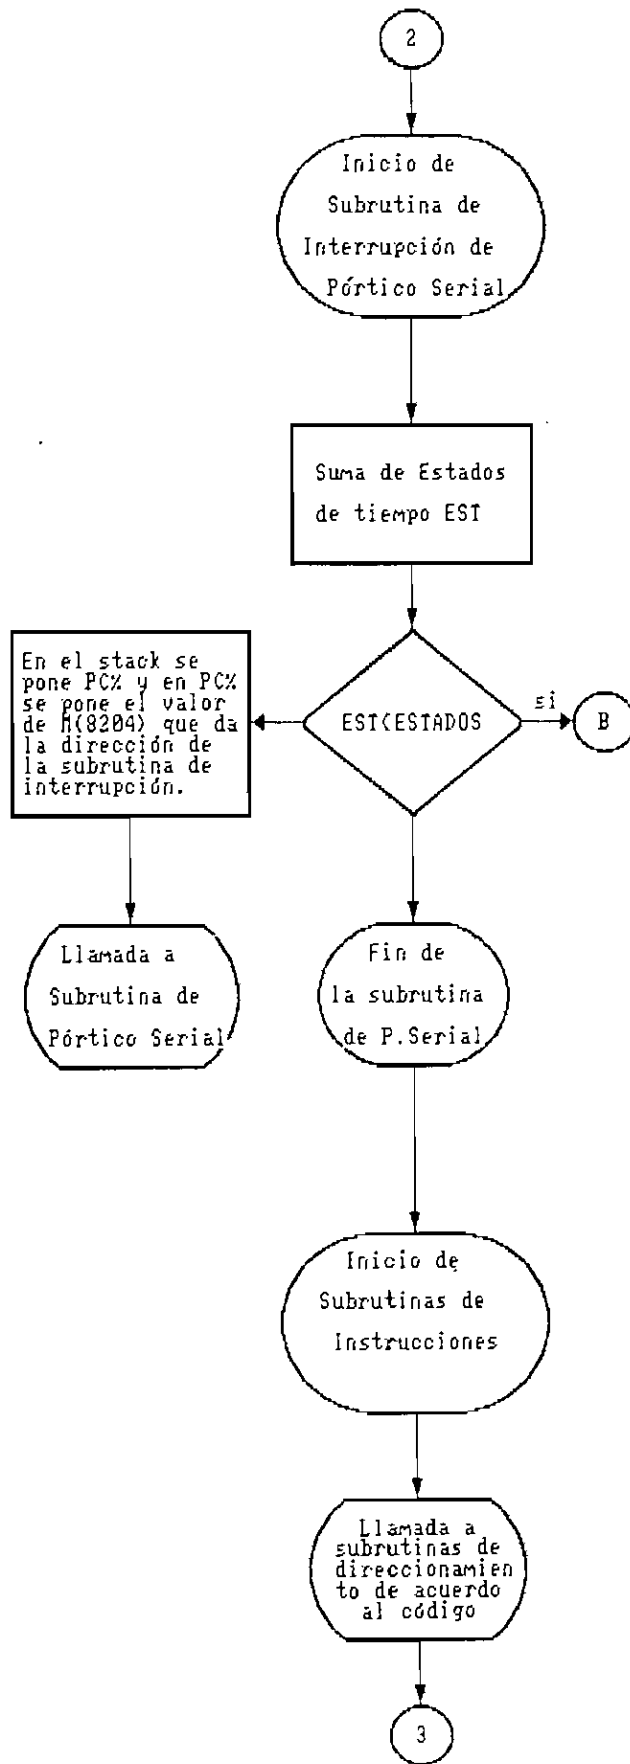 2
Inicio de
Subrutina de
Interrupción de
Pórtico Serial
Suma de Estados
de tiempo EST
En el stack se
pone PC% y en PC%
se pone el valor
de M(8204) que da
la dirección de
la subrutina de
interrupción.
EST<ESTADOS
si
B
Llamada a
Subrutina de
Pórtico Serial
Fin de
la subrutina
de P.Serial
Inicio de
Subrutinas de
Instrucciones
Llamada a
subrutinas de
direccionamien
to de acuerdo
al código
3